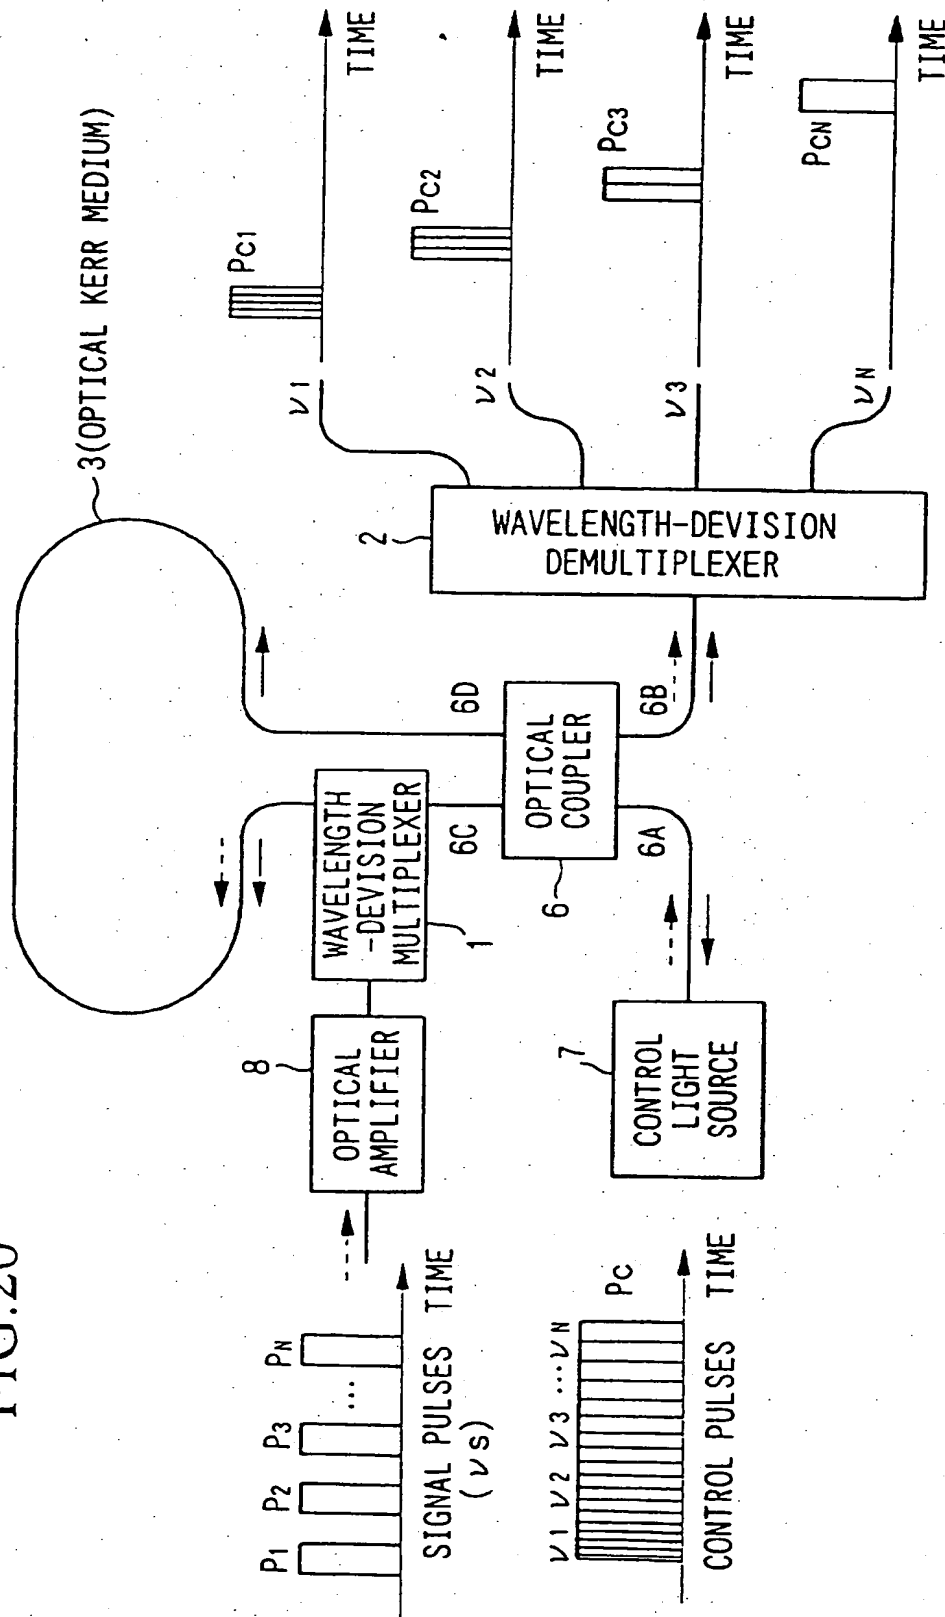 FIG.20
3(OPTICAL KERR MEDIUM)
P1 P2 P3 ... PN
SIGNAL PULSES TIME
(νs)
8
OPTICAL
AMPLIFIER
WAVELENGTH
-DEVISION
MULTIPLEXER
1
6C
6D
OPTICAL
COUPLER
6
6A
6B
ν1 ν2 ν3 ...νN
PC
CONTROL PULSES TIME
7
CONTROL
LIGHT
SOURCE
2
WAVELENGTH-DEVISION
DEMULTIPLEXER
ν1
PC1
TIME
ν2
PC2
TIME
ν3
PC3
TIME
νN
PCN
TIME